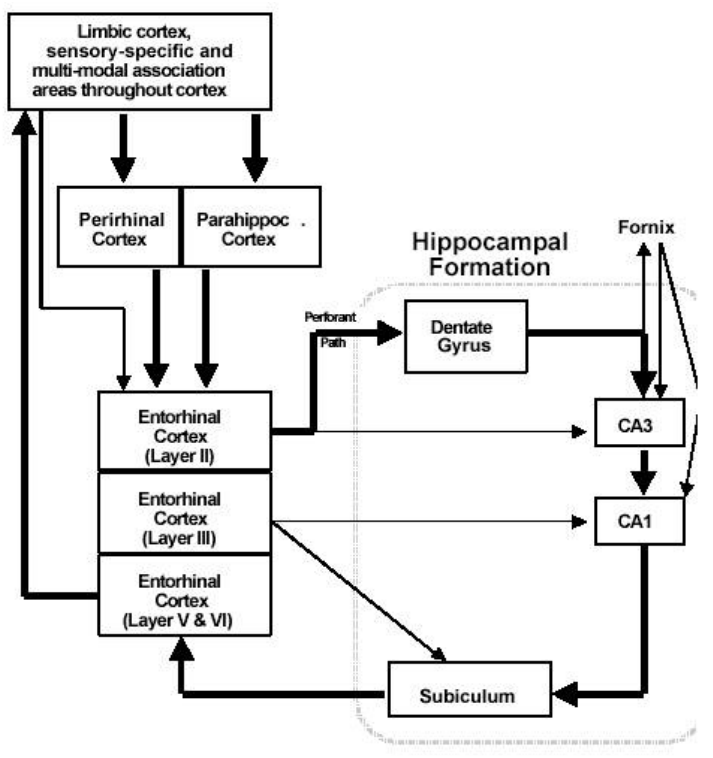 Limbic cortex,
sensory-specific and
multi-modal association
areas throughout cortex
Perirhinal
Cortex
Parahippoc .
Cortex
Hippocampal
Formation
Fornix
Perforant
Path
Dentate
Gyrus
Entorhinal
Cortex
(Layer II)
CA3
Entorhinal
Cortex
(Layer III)
CA1
Entorhinal
Cortex
(Layer V & VI)
Subiculum